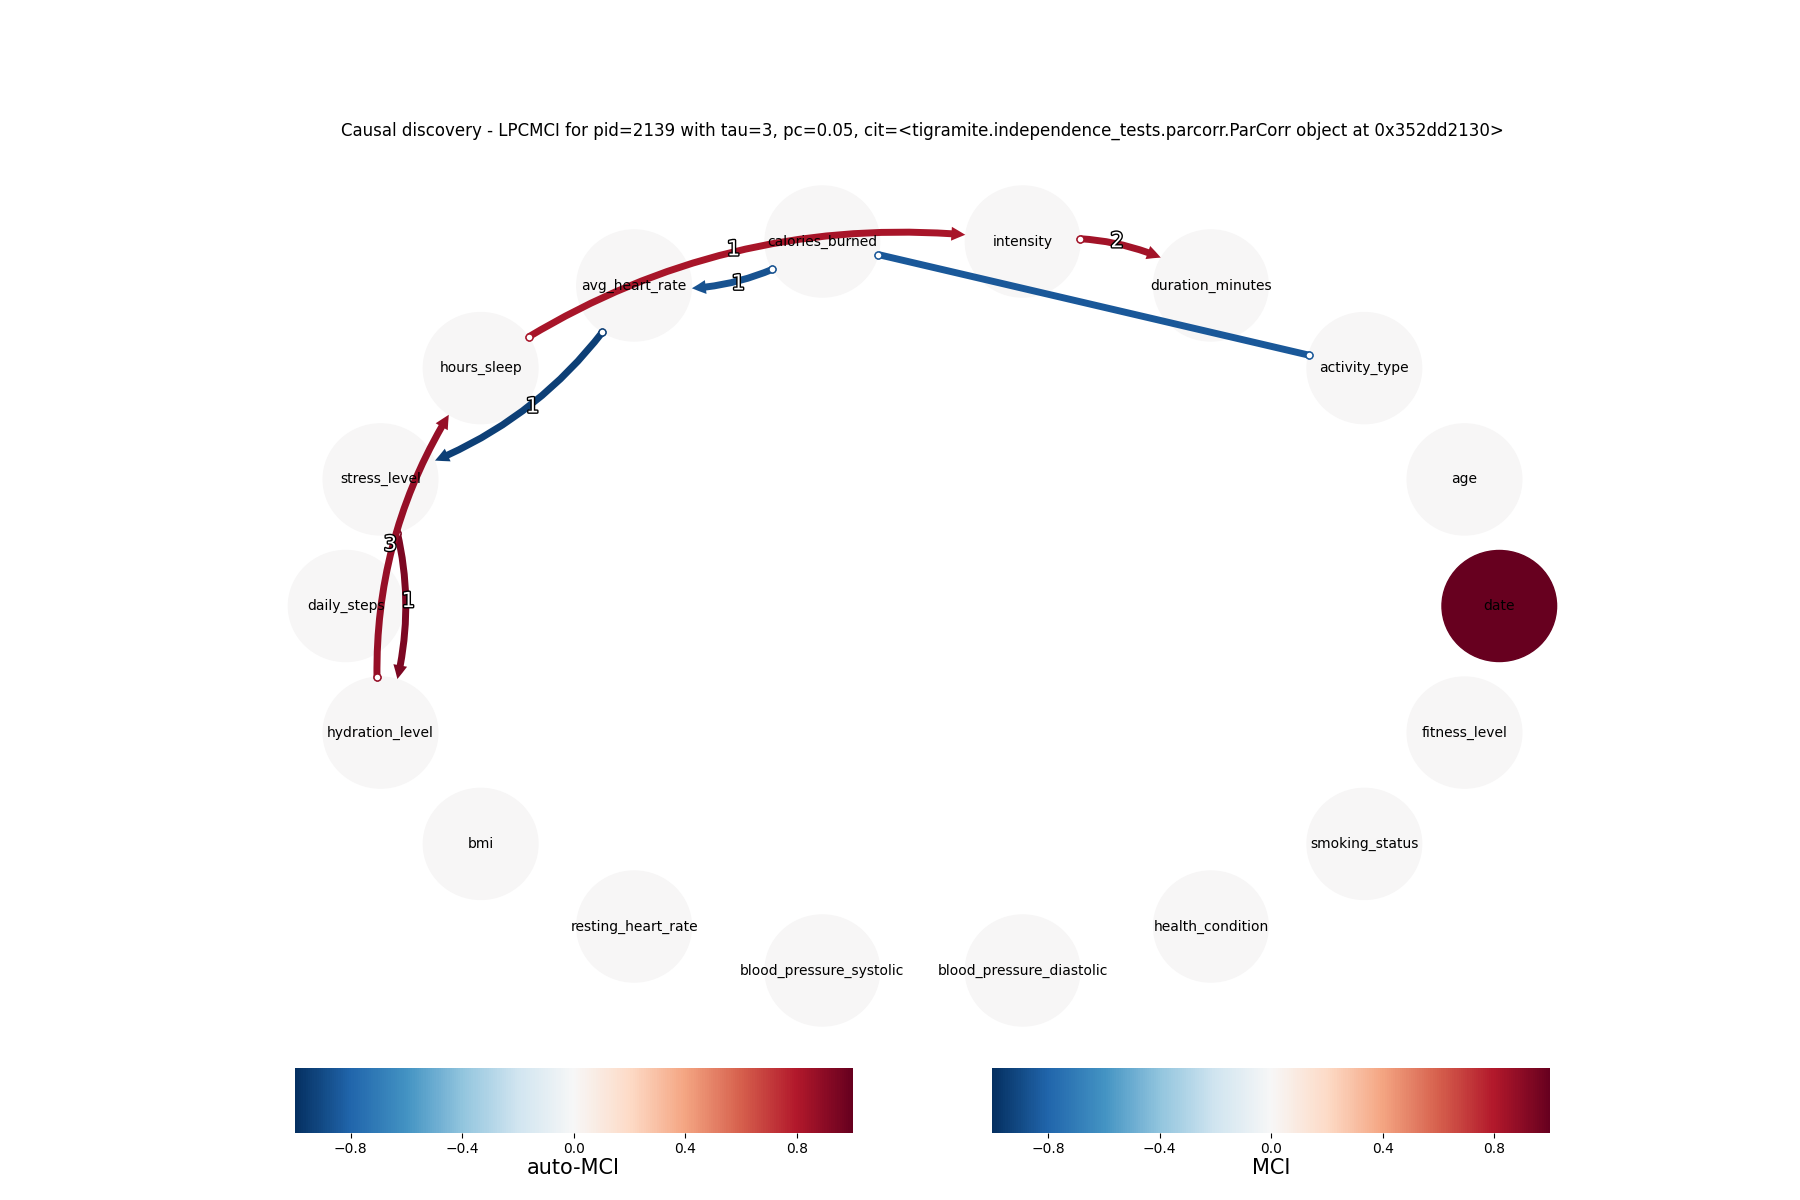 Causal discovery - LPCMCI for pid=2139 with tau=3, pc=0.05, cit=<tigramite.independence_tests.parcorr.ParCorr object at 0x352dd2130>
calories_burned
intensity
1
2
1
avg_heart_rate
duration_minutes
hours_sleep
activity_type
1
stress_level
age
3
1
daily_steps
date
hydration_level
fitness_level
bmi
smoking_status
resting_heart_rate
health_condition
blood_pressure_systolic
blood_pressure_diastolic
−0.8 −0.4 0.0 0.4 0.8
auto-MCI
−0.8 −0.4 0.0 0.4 0.8
MCI